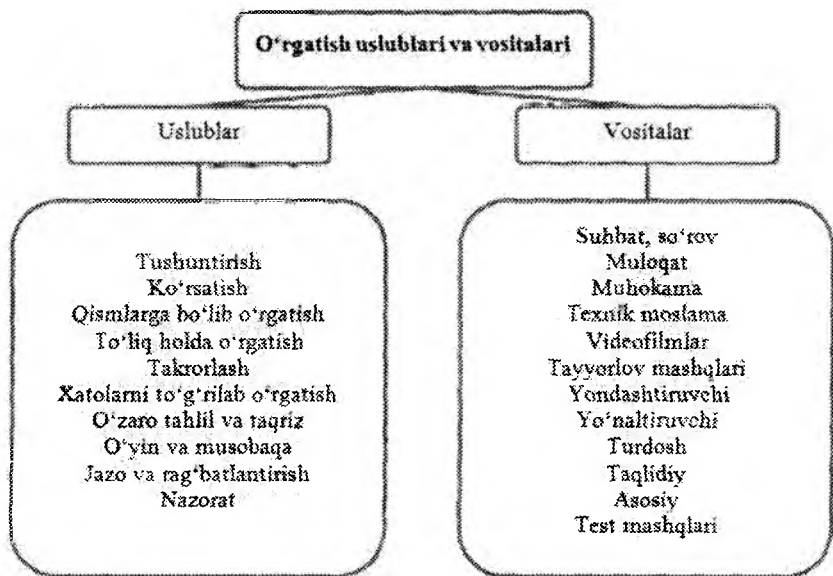 O‘rgatish uslublari va vositalari
Uslublar
Tushuntirish
Ko‘rsatish
Qismlarga bo‘lib o‘rgatish
To‘liq holda o‘rgatish
Takrorlash
Xatolarni to‘g‘rilab o‘rgatish
O‘zaro tahlil va taqriz
O‘yin va musobaqa
Jazo va rag‘batlantirish
Nazorat
Vositalar
Suhbat, so‘rov
Muloqat
Muhokama
Texnik moslama
Videofilmlar
Tayyorlov mashqlari
Yondashtiruvchi
Yo‘naltiruvchi
Turdosh
Taqlidiy
Asosiy
Test mashqlari